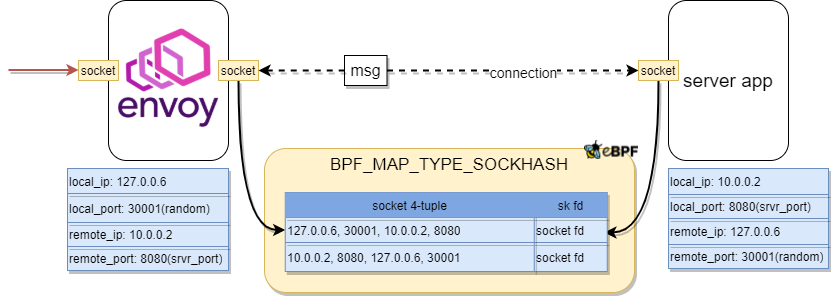 socket
envoy
socket
msg
connection
socket
server app
eBPF
BPF_MAP_TYPE_SOCKHASH
local_ip: 127.0.0.6
local_port: 30001(random)
remote_ip: 10.0.0.2
remote_port: 8080(srvr_port)
socket 4-tuple sk fd
127.0.0.6, 30001, 10.0.0.2, 8080 socket fd
10.0.0.2, 8080, 127.0.0.6, 30001 socket fd
local_ip: 10.0.0.2
local_port: 8080(srvr_port)
remote_ip: 127.0.0.6
remote_port: 30001(random)